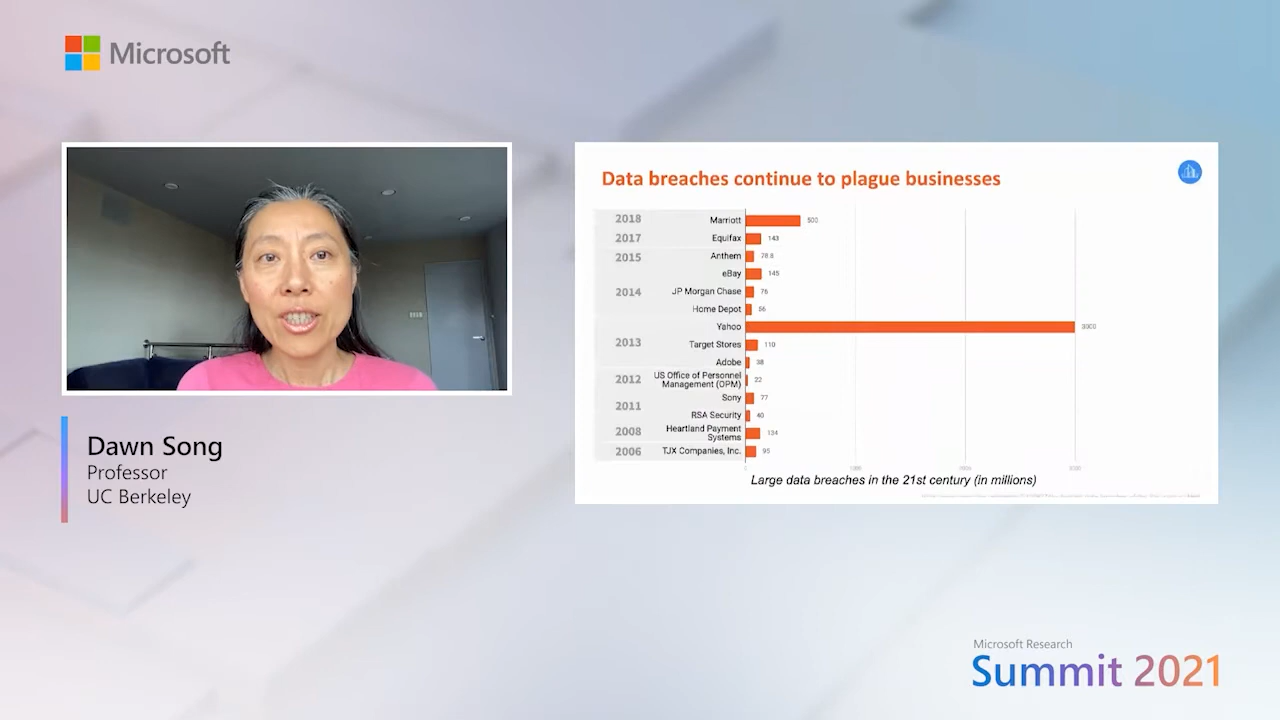 Microsoft
Data breaches continue to plague businesses
2018 Marriott 500
2017 Equifax 143
2015 Anthem 78.8
eBay 145
2014 JP Morgan Chase 76
Home Depot 56
Yahoo 3000
2013 Target Stores 110
Adobe 38
2012 US Office of Personnel
Management (OPM) 22
2011 Sony 77
RSA Security 40
2008 Heartland Payment
Systems 134
2006 TJX Companies, Inc. 95
0 1000 2000 3000
Large data breaches in the 21st century (in millions)
Dawn Song
Professor
UC Berkeley
Microsoft Research
Summit 2021